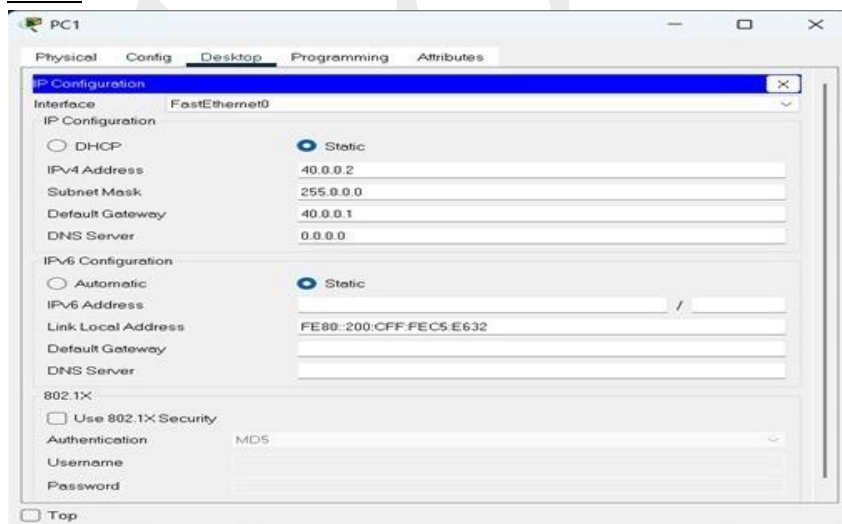 PC1
Physical Config Desktop Programming Attributes
IP Configuration
Interface FastEthernet0
IP Configuration
DHCP Static
IPv4 Address 40.0.0.2
Subnet Mask 255.0.0.0
Default Gateway 40.0.0.1
DNS Server 0.0.0.0
IPv6 Configuration
Automatic Static
IPv6 Address /
Link Local Address FE80::200:CFF:FEC5:E632
Default Gateway
DNS Server
802.1X
Use 802.1X Security
Authentication MD5
Username
Password
Top